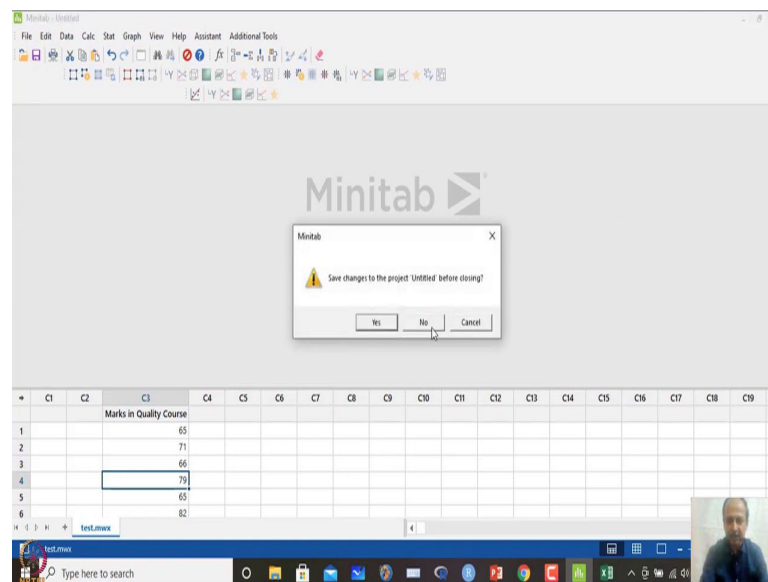 Minitab - Untitled
File Edit Data Calc Stat Graph View Help Assistant Additional Tools
Minitab
Minitab X
Save changes to the project 'Untitled' before closing?
Yes No Cancel
C1 C2 C3 C4 C5 C6 C7 C8 C9 C10 C11 C12 C13 C14 C15 C16 C17 C18 C19
Marks in Quality Course
1 65
2 71
3 66
4 79
5 65
6 82
test.mwx
test.mwx
Type here to search